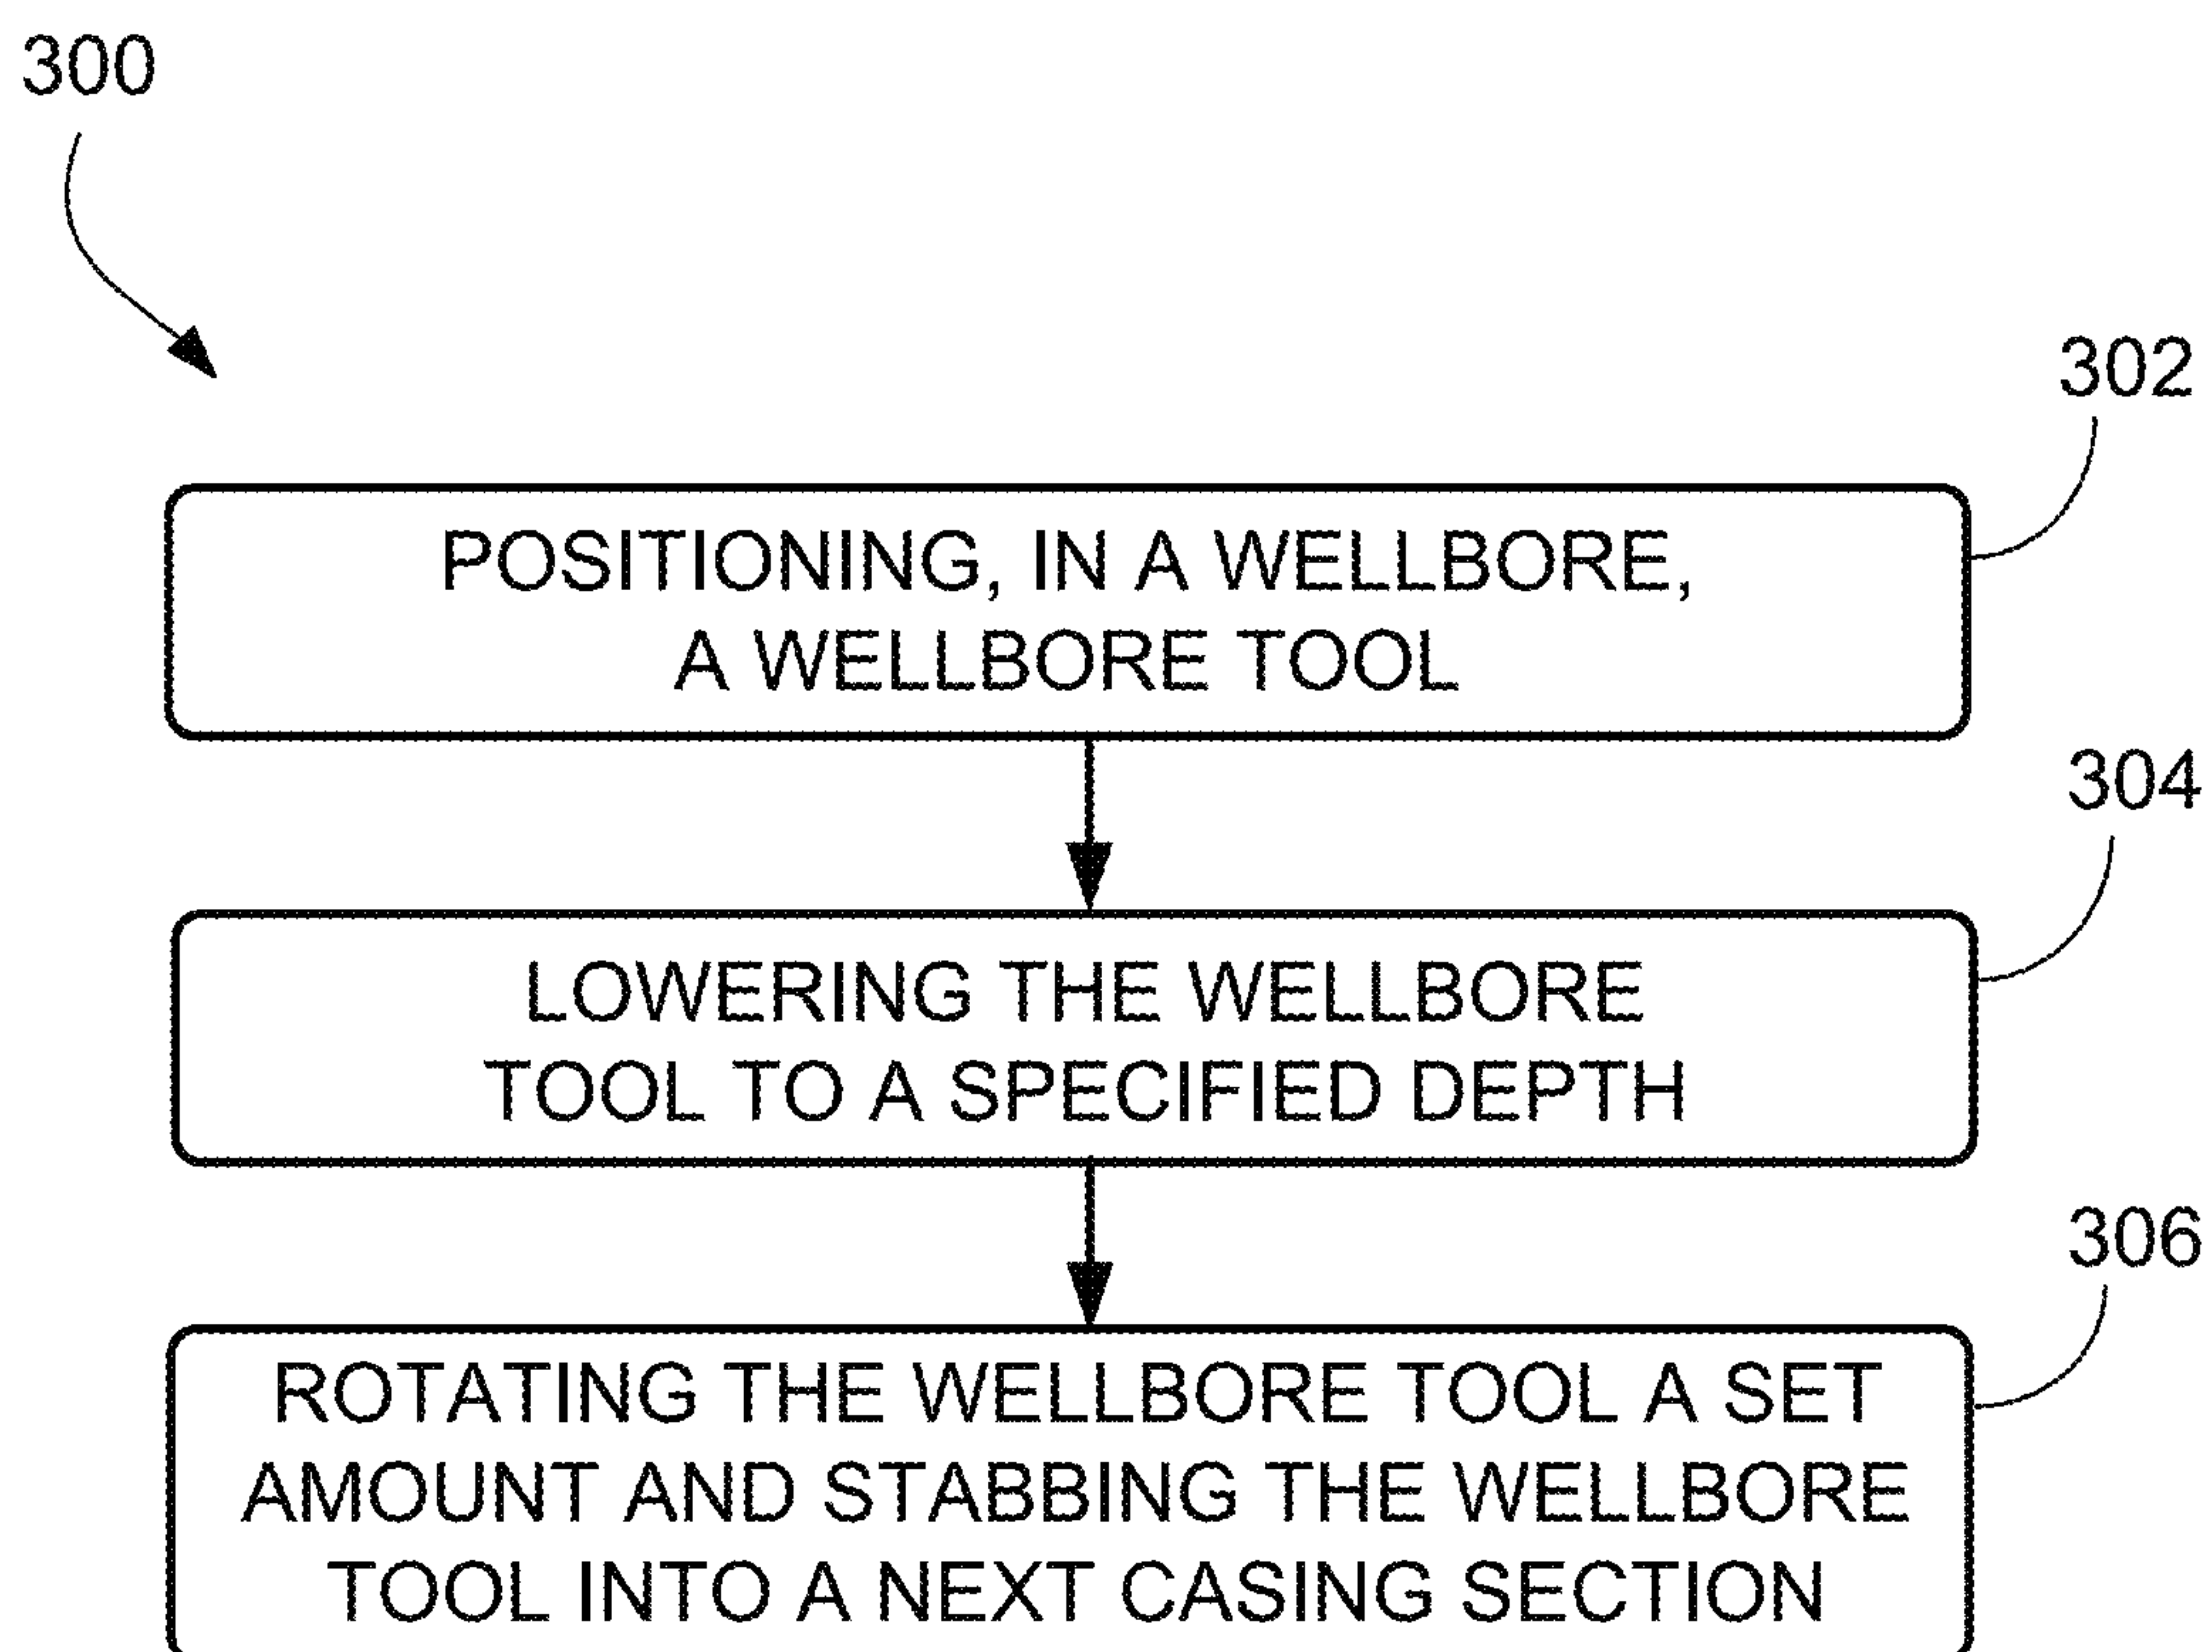 300
302
POSITIONING, IN A WELLBORE,
A WELLBORE TOOL
304
LOWERING THE WELLBORE
TOOL TO A SPECIFIED DEPTH
306
ROTATING THE WELLBORE TOOL A SET
AMOUNT AND STABBING THE WELLBORE
TOOL INTO A NEXT CASING SECTION